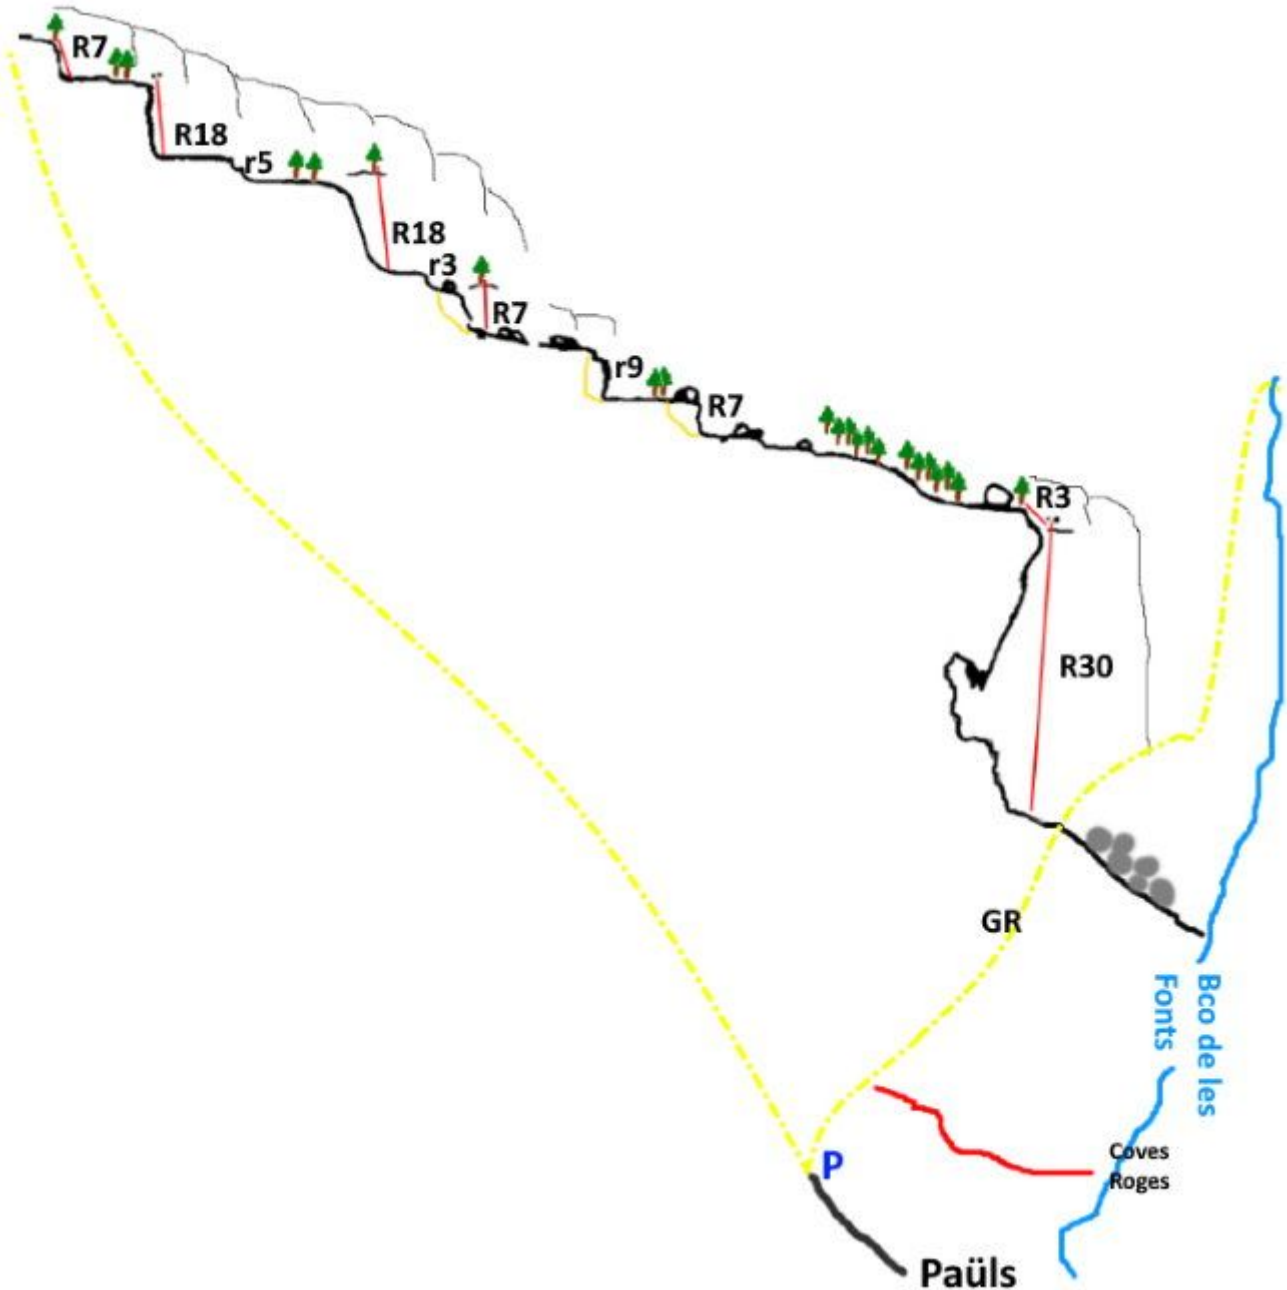 R7
R18
r5
R18
r3
R7
r9
R7
R3
R30
GR
Bco de les
Fonts
P
Coves
Roges
Paüls